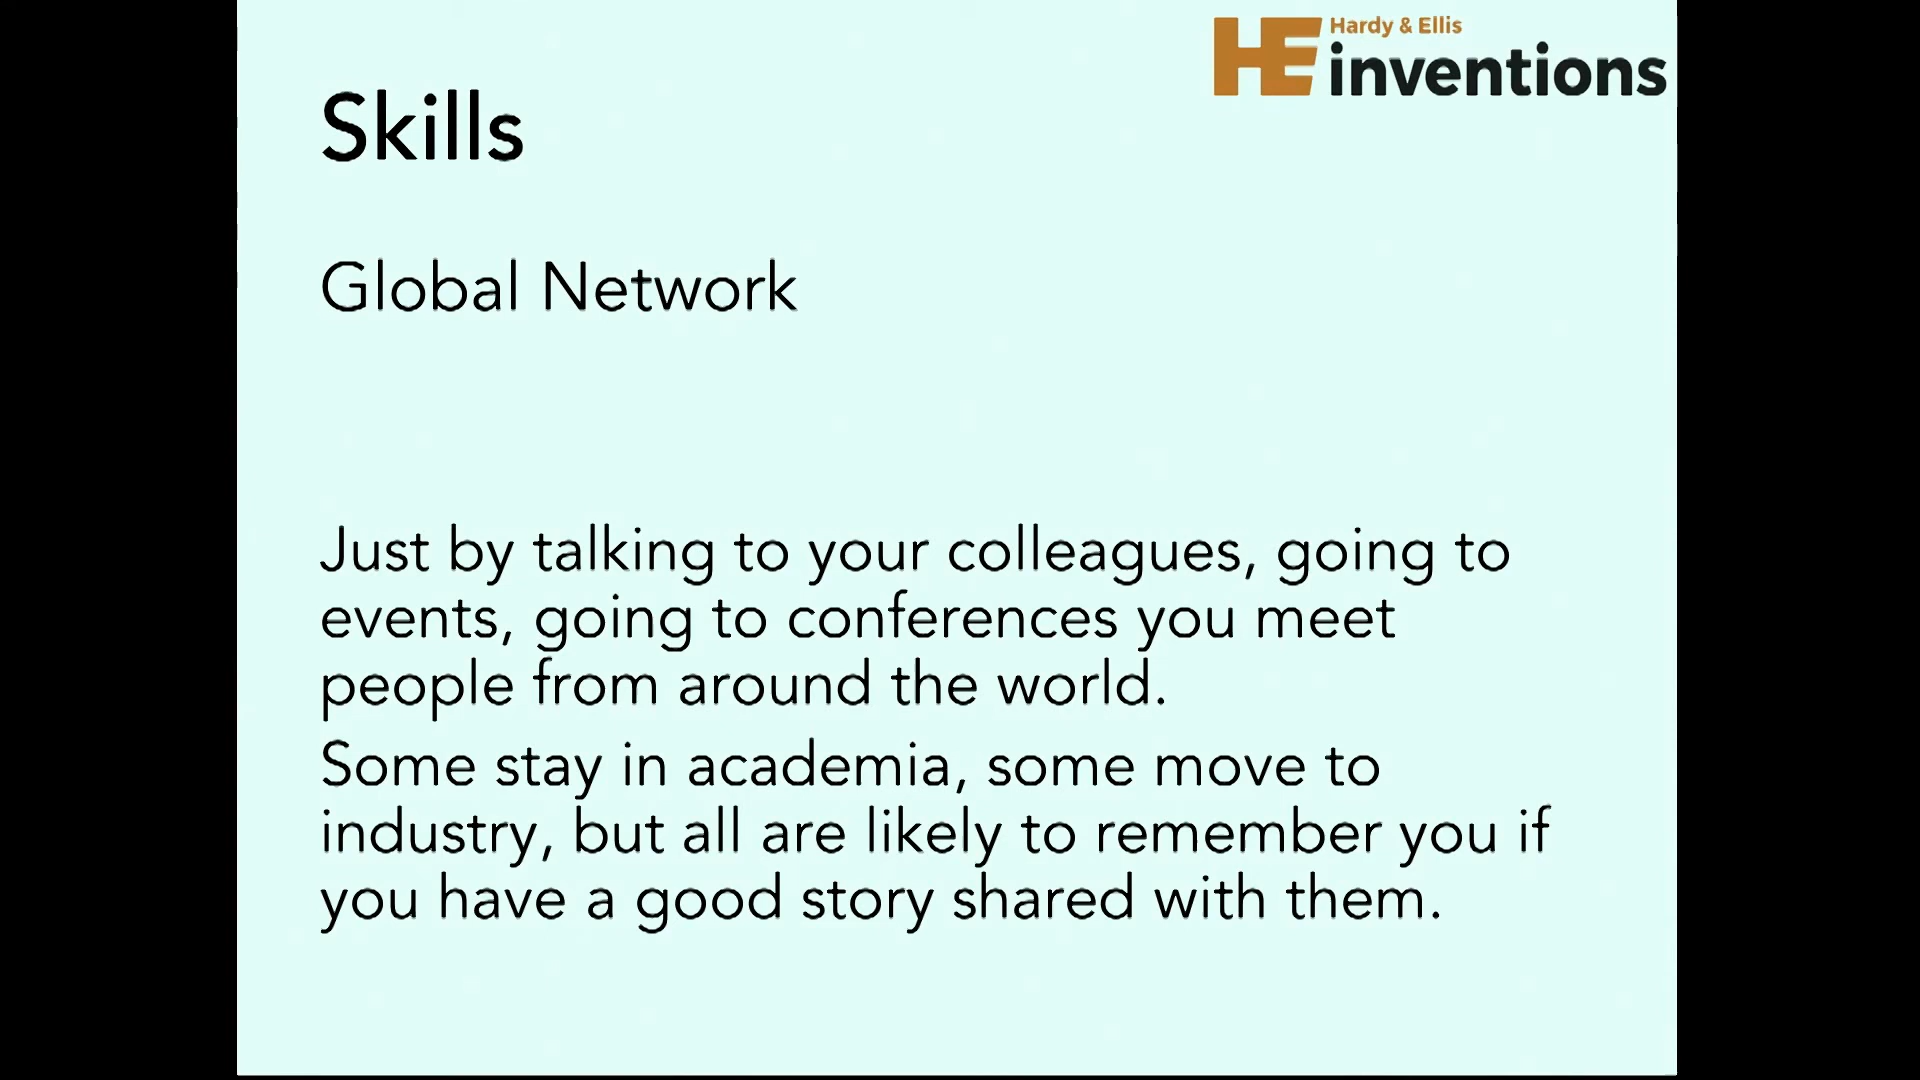 Hardy & Ellis
HE inventions
Skills
Global Network
Just by talking to your colleagues, going to
events, going to conferences you meet
people from around the world.
Some stay in academia, some move to
industry, but all are likely to remember you if
you have a good story shared with them.